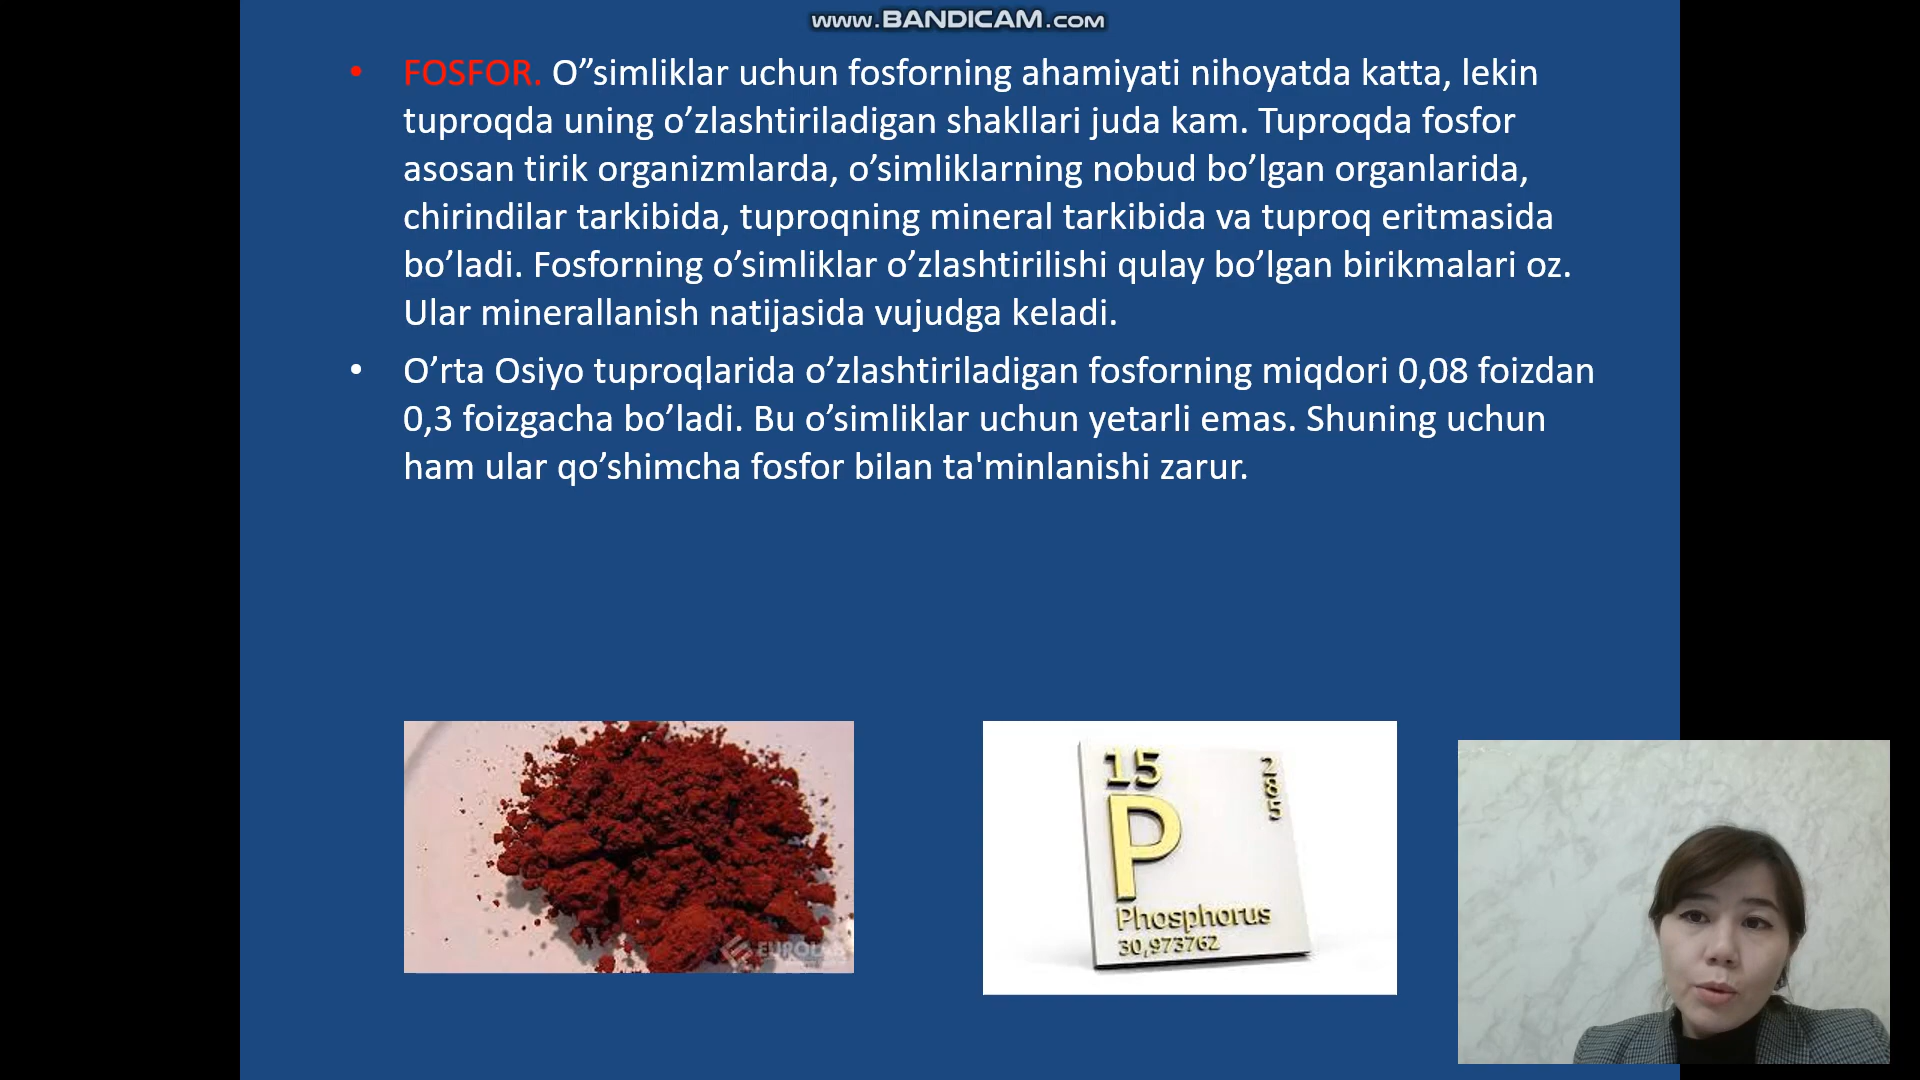 www.BANDICAM.com
• FOSFOR. O”simliklar uchun fosforning ahamiyati nihoyatda katta, lekin
tuproqda uning o’zlashtiriladigan shakllari juda kam. Tuproqda fosfor
asosan tirik organizmlarda, o’simliklarning nobud bo’lgan organlarida,
chirindilar tarkibida, tuproqning mineral tarkibida va tuproq eritmasida
bo’ladi. Fosforning o’simliklar o’zlashtirilishi qulay bo’lgan birikmalari oz.
Ular minerallanish natijasida vujudga keladi.
• O’rta Osiyo tuproqlarida o’zlashtiriladigan fosforning miqdori 0,08 foizdan
0,3 foizgacha bo’ladi. Bu o’simliklar uchun yetarli emas. Shuning uchun
ham ular qo’shimcha fosfor bilan ta'minlanishi zarur.
15
2
8
5
P
Phosphorus
30,973762